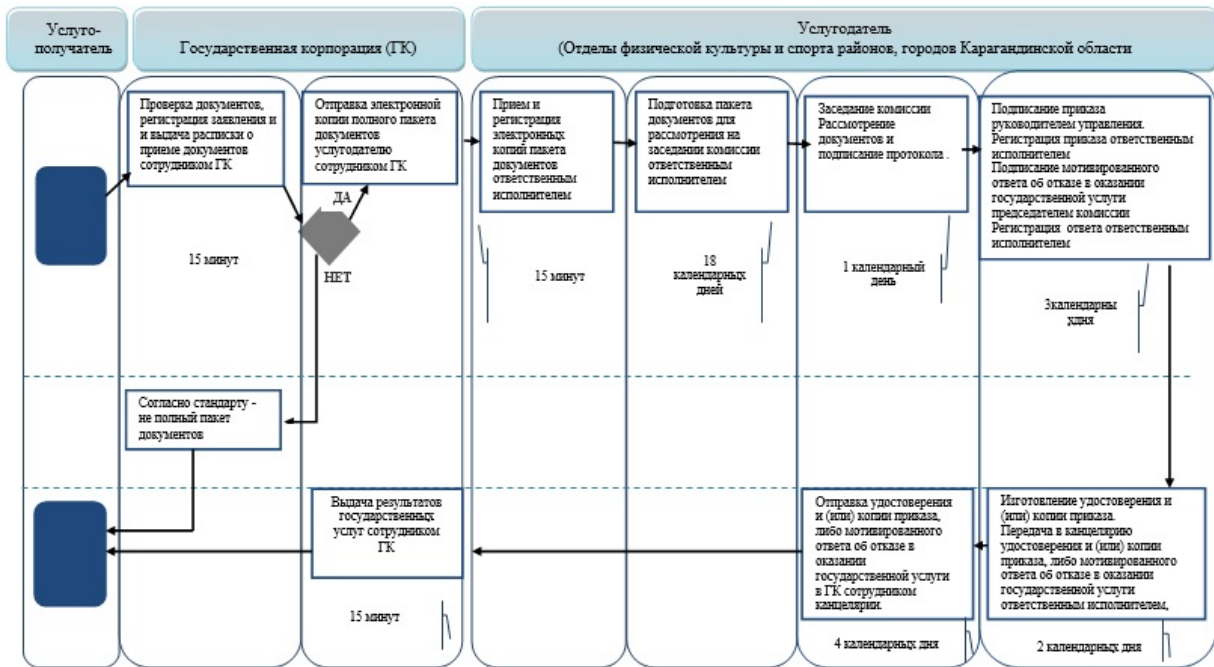 Услуго-
получатель
Государственная корпорация (ГК)
Услугодатель
(Отделы физической культуры и спорта районов, городов Карагандинской области
Проверка документов,
регистрация заявления и
и выдача расписки о
приеме документов
сотрудником ГК
15 минут
Отправка электронной
копии полного пакета
документов
услугодателю
сотрудником ГК
ДА
НЕТ
Прием и
регистрация
электронных
копий пакета
документов
ответственным
исполнителем
15 минут
Подготовка пакета
документов для
рассмотрения на
заседании комиссии
ответственным
исполнителем
18
календарных
дней
Заседание комиссии
Рассмотрение
документов и
подписание протокола .
1 календарный
день
Подписание приказа
руководителем управления.
Регистрация приказа ответственным
исполнителем
Подписание мотивированного
ответа об отказе в оказании
государственной услуги
председателем комиссии
Регистрация ответа ответственным
исполнителем
3календарны
хдня
Согласно стандарту -
не полный пакет
документов
Выдача результатов
государственных
услуг сотрудником
ГК
15 минут
Отправка удостоверения
и (или) копии приказа,
либо мотивированного
ответа об отказе в
оказании
государственной услуги
в ГК сотрудником
канцелярии.
4 календарных дня
Изготовление удостоверения и
(или) копии приказа.
Передача в канцелярию
удостоверения и (или) копии
приказа, либо мотивированного
ответа об отказе в оказании
государственной услуги
ответственным исполнителем,
2 календарных дня